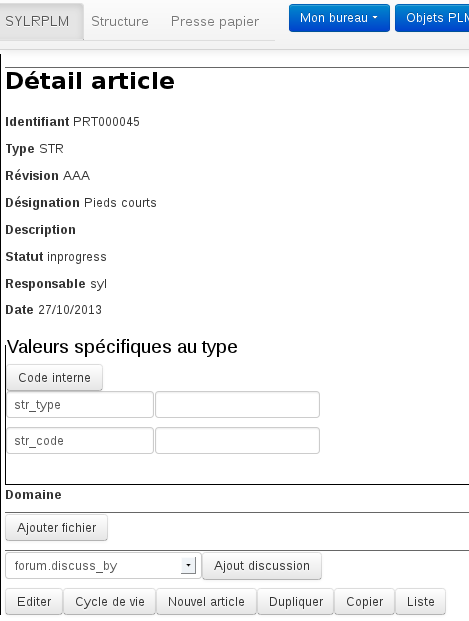 SYLRPLM Structure Presse papier Mon bureau Objets PLM
Détail article
Identifiant PRT000045
Type STR
Révision AAA
Désignation Pieds courts
Description
Statut inprogress
Responsable syl
Date 27/10/2013
Valeurs spécifiques au type
Code interne
str_type
str_code
Domaine
Ajouter fichier
forum.discuss_by Ajout discussion
Editer Cycle de vie Nouvel article Dupliquer Copier Liste